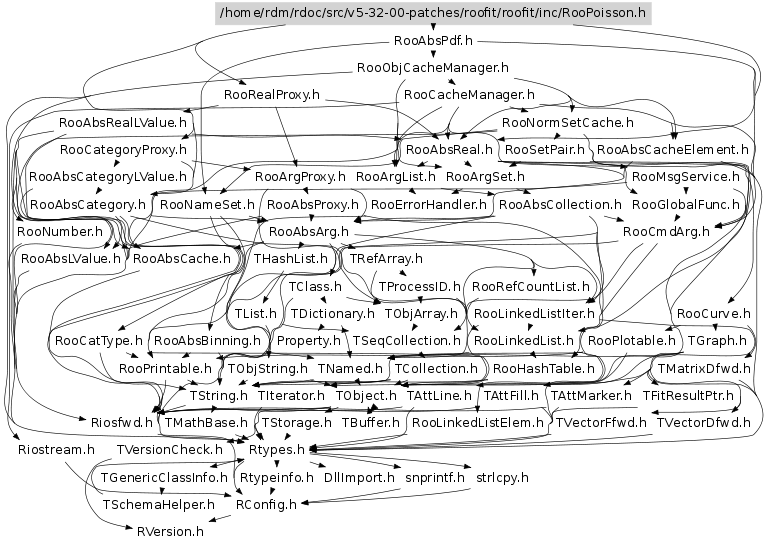 /home/rdm/rdoc/src/v5-32-00-patches/roofit/roofit/inc/RooPoisson.h
RooAbsPdf.h
RooObjCacheManager.h
RooRealProxy.h RooCacheManager.h
RooAbsRealLValue.h RooNormSetCache.h
RooCategoryProxy.h RooAbsReal.h RooSetPair.h RooAbsCacheElement.h
RooAbsCategoryLValue.h RooArgProxy.h RooArgList.h RooArgSet.h RooMsgService.h
RooAbsCategory.h RooNameSet.h RooAbsProxy.h RooErrorHandler.h RooAbsCollection.h RooGlobalFunc.h
RooNumber.h RooAbsArg.h RooCmdArg.h
RooAbsLValue.h RooAbsCache.h THashList.h TRefArray.h
TClass.h TProcessID.h RooRefCountList.h
TList.h TDictionary.h TObjArray.h RooLinkedListIter.h RooCurve.h
RooCatType.h RooAbsBinning.h Property.h TSeqCollection.h RooLinkedList.h RooPlotable.h TGraph.h
RooPrintable.h TObjString.h TNamed.h TCollection.h RooHashTable.h TMatrixDfwd.h
TString.h TIterator.h TObject.h TAttLine.h TAttFill.h TAttMarker.h TFitResultPtr.h
Riosfwd.h TMathBase.h TStorage.h TBuffer.h RooLinkedListElem.h TVectorFfwd.h TVectorDfwd.h
Riostream.h TVersionCheck.h Rtypes.h
TGenericClassInfo.h Rtypeinfo.h DllImport.h snprintf.h strlcpy.h
TSchemaHelper.h RConfig.h
RVersion.h